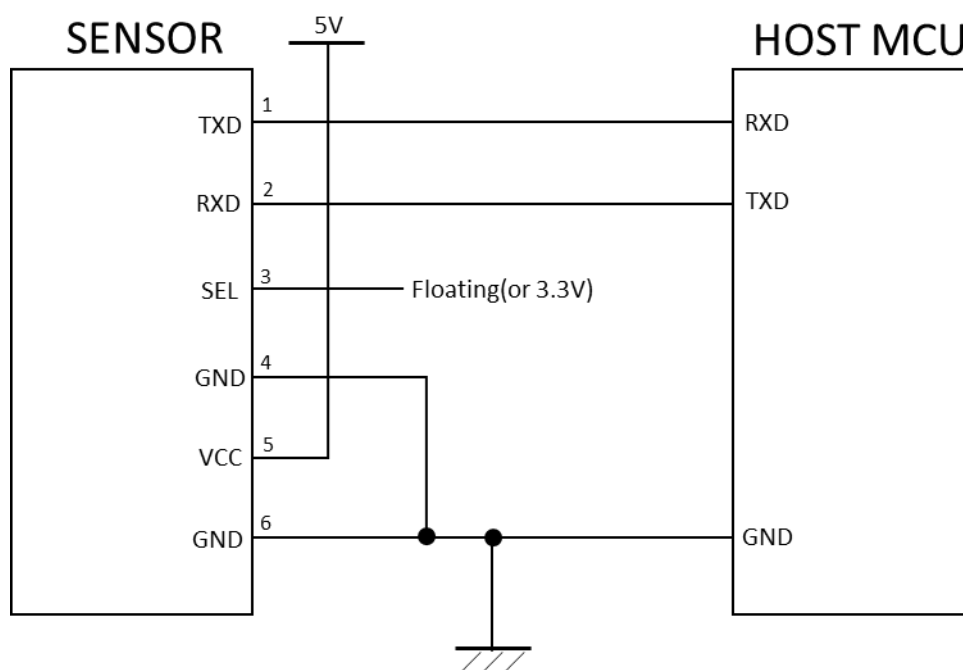 SENSOR
5V
HOST MCU
TXD
1
RXD
RXD
2
TXD
SEL
3
Floating(or 3.3V)
GND
4
VCC
5
GND
6
GND